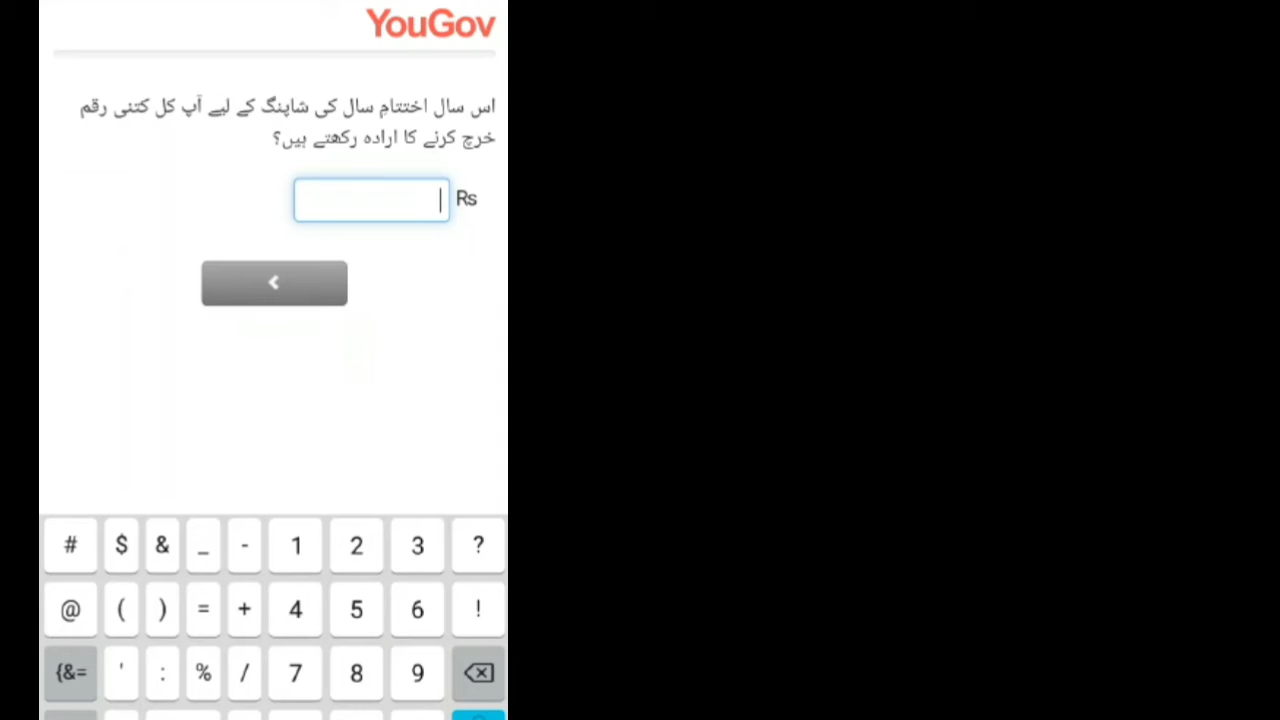 YouGov
اس سال اختتامِ سال کی شاپنگ کے لیے آپ کل کتنی رقم
خرچ کرنے کا ارادہ رکھتے ہیں؟
Rs
# $ & _ - 1 2 3 ?
@ ( ) = + 4 5 6 !
{&= ' : % / 7 8 9